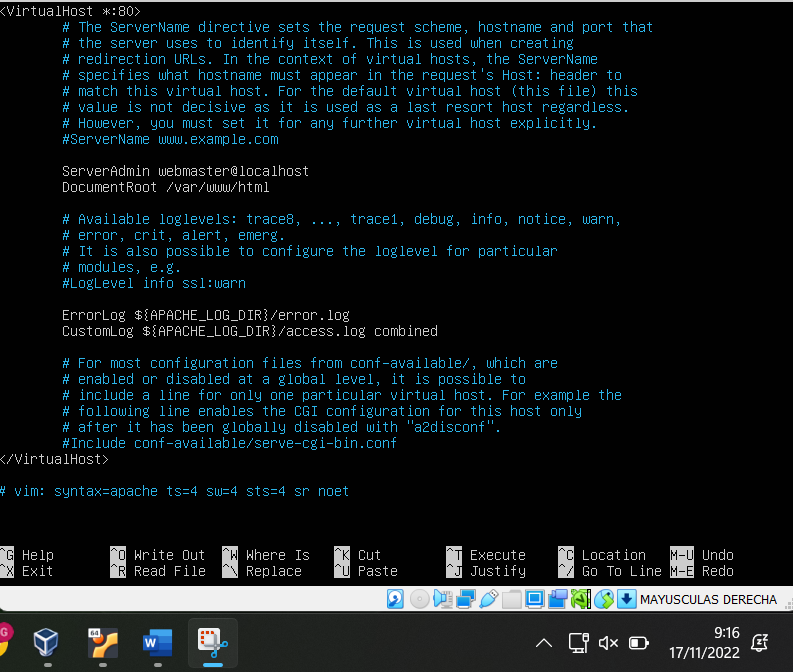 <VirtualHost *:80>
# The ServerName directive sets the request scheme, hostname and port that
# the server uses to identify itself. This is used when creating
# redirection URLs. In the context of virtual hosts, the ServerName
# specifies what hostname must appear in the request's Host: header to
# match this virtual host. For the default virtual host (this file) this
# value is not decisive as it is used as a last resort host regardless.
# However, you must set it for any further virtual host explicitly.
#ServerName www.example.com
ServerAdmin webmaster@localhost
DocumentRoot /var/www/html
# Available loglevels: trace8, ..., trace1, debug, info, notice, warn,
# error, crit, alert, emerg.
# It is also possible to configure the loglevel for particular
# modules, e.g.
#LogLevel info ssl:warn
ErrorLog ${APACHE_LOG_DIR}/error.log
CustomLog ${APACHE_LOG_DIR}/access.log combined
# For most configuration files from conf-available/, which are
# enabled or disabled at a global level, it is possible to
# include a line for only one particular virtual host. For example the
# following line enables the CGI configuration for this host only
# after it has been globally disabled with "a2disconf".
#Include conf-available/serve-cgi-bin.conf
</VirtualHost>
# vim: syntax=apache ts=4 sw=4 sts=4 sr noet
^G Help ^O Write Out ^W Where Is ^K Cut ^T Execute ^C Location M-U Undo
^X Exit ^R Read File ^\ Replace ^U Paste ^J Justify ^/ Go To Line M-E Redo
MAYUSCULAS DERECHA
G 64 W 9:16
17/11/2022